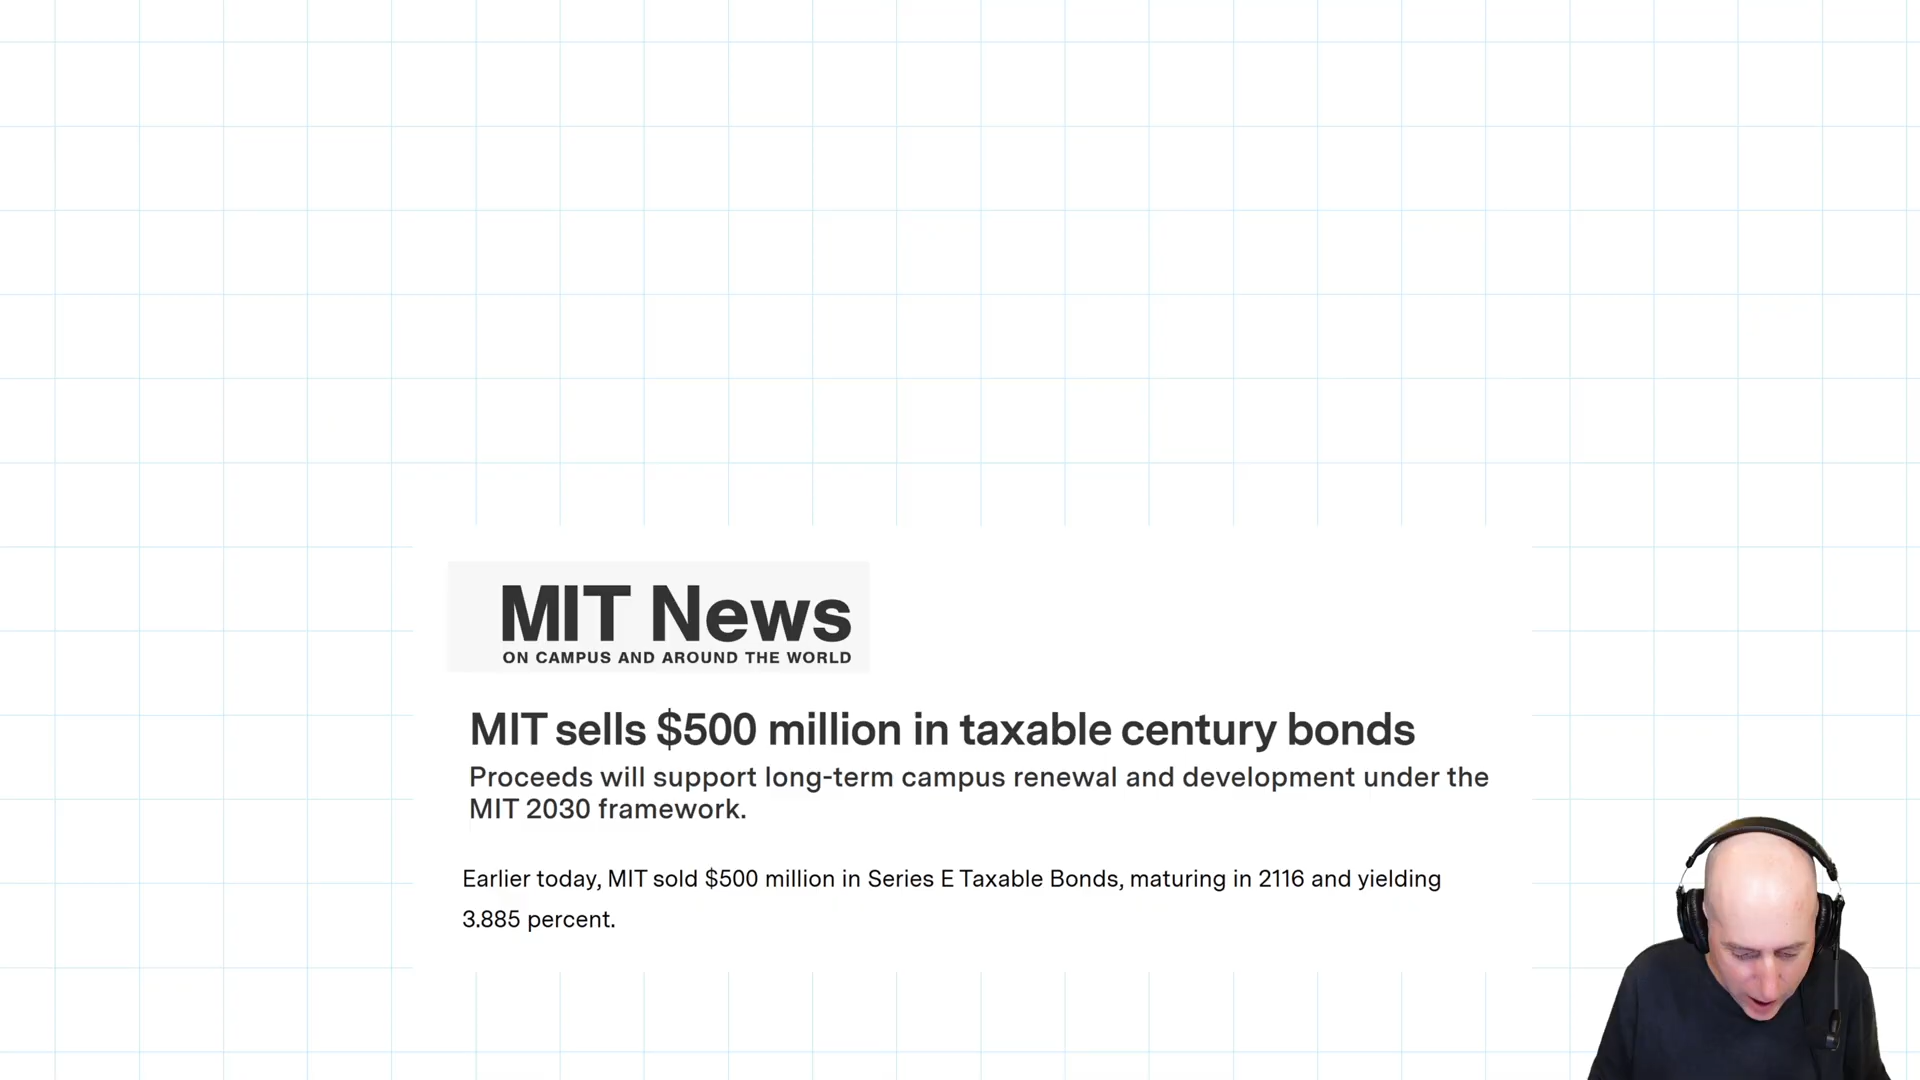 MIT News
ON CAMPUS AND AROUND THE WORLD
MIT sells $500 million in taxable century bonds
Proceeds will support long-term campus renewal and development under the
MIT 2030 framework.
Earlier today, MIT sold $500 million in Series E Taxable Bonds, maturing in 2116 and yielding
3.885 percent.